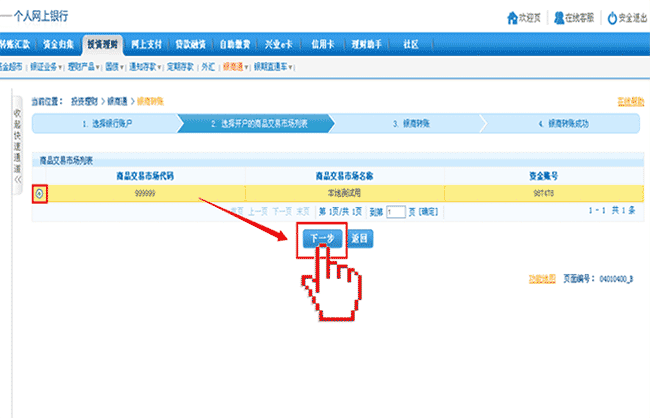 个人网上银行
欢迎页 在线客服 安全退出
转账汇款 资金归集 投资理财 网上支付 贷款融资 自助缴费 兴业e卡 信用卡 理财助手 社区
基金超市 银证业务 理财产品 国债 通知存款 定期存款 外汇 银商通 银期直通车
当前位置： 投资理财 > 银商通 > 银商转账
在线帮助
收起快速通道 <<
1. 选择银行账户 2. 选择开户的商品交易市场列表 3. 银商转账 4. 银商转账成功
商品交易市场列表
商品交易市场代码 商品交易市场名称 资金账号
999999 本地测试用 987478
首页 上一页 下一页 末页 第 1页/共 1页 到第 1 页 [确定] 1 - 1 共 1 条
下一步 返回
功能地图 页面编号： 04010400_B